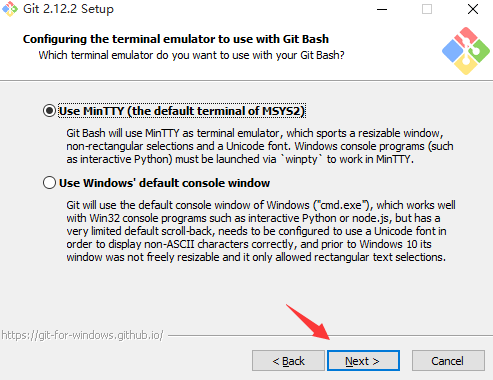 Git 2.12.2 Setup
Configuring the terminal emulator to use with Git Bash
Which terminal emulator do you want to use with your Git Bash?
Use MinTTY (the default terminal of MSYS2)
Git Bash will use MinTTY as terminal emulator, which sports a resizable window,
non-rectangular selections and a Unicode font. Windows console programs (such
as interactive Python) must be launched via `winpty` to work in MinTTY.
Use Windows' default console window
Git will use the default console window of Windows ("cmd.exe"), which works well
with Win32 console programs such as interactive Python or node.js, but has a
very limited default scroll-back, needs to be configured to use a Unicode font in
order to display non-ASCII characters correctly, and prior to Windows 10 its
window was not freely resizable and it only allowed rectangular text selections.
https://git-for-windows.github.io/
< Back
Next >
Cancel